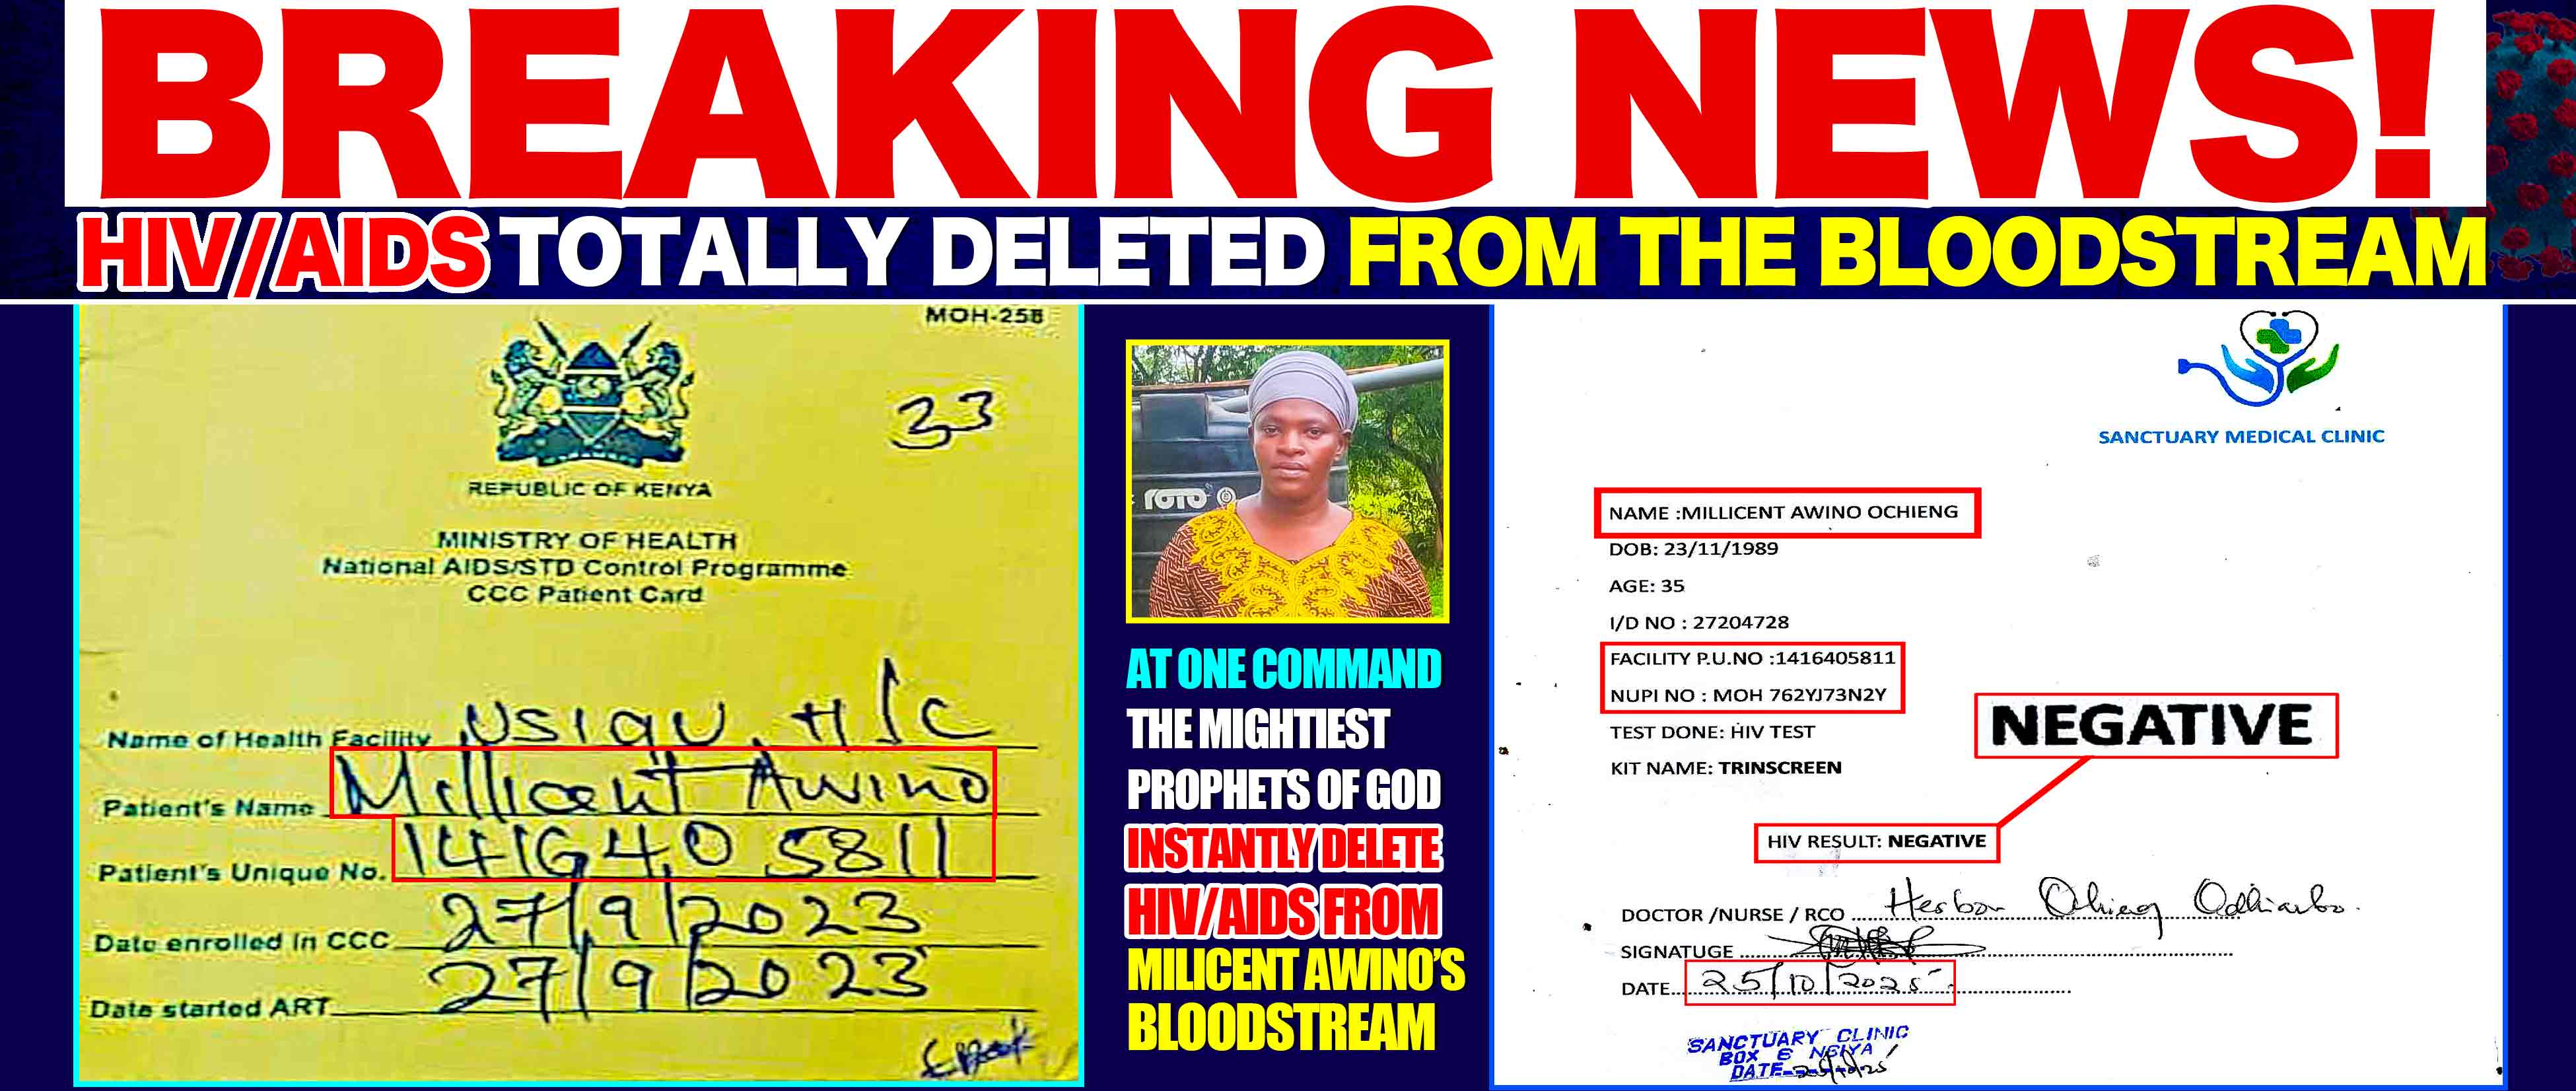 BREAKING NEWS!
HIV/AIDS TOTALLY DELETED FROM THE BLOODSTREAM
MOH-258
33
REPUBLIC OF KENYA
MINISTRY OF HEALTH
National AIDS/STD Control Programme
CCC Patient Card
Name of Health Facility USIGU H/C
Patient's Name Millicent Awino
Patient's Unique No. 14164 05811
Date enrolled in CCC 27/9/2023
Date started ART 27/9/2023
roto
AT ONE COMMAND
THE MIGHTIEST
PROPHETS OF GOD
INSTANTLY DELETE
HIV/AIDS FROM
MILICENT AWINO'S
BLOODSTREAM
SANCTUARY MEDICAL CLINIC
NAME :MILLICENT AWINO OCHIENG
DOB: 23/11/1989
AGE: 35
I/D NO : 27204728
FACILITY P.U.NO :1416405811
NUPI NO : MOH 762YJ73N2Y
TEST DONE: HIV TEST
KIT NAME: TRINSCREEN
NEGATIVE
HIV RESULT: NEGATIVE
DOCTOR /NURSE / RCO Ochieng Odhiambo
SIGNATUGE
DATE 25/10/2025
SANCTUARY CLINIC
BOX 6 NGIYA
DATE